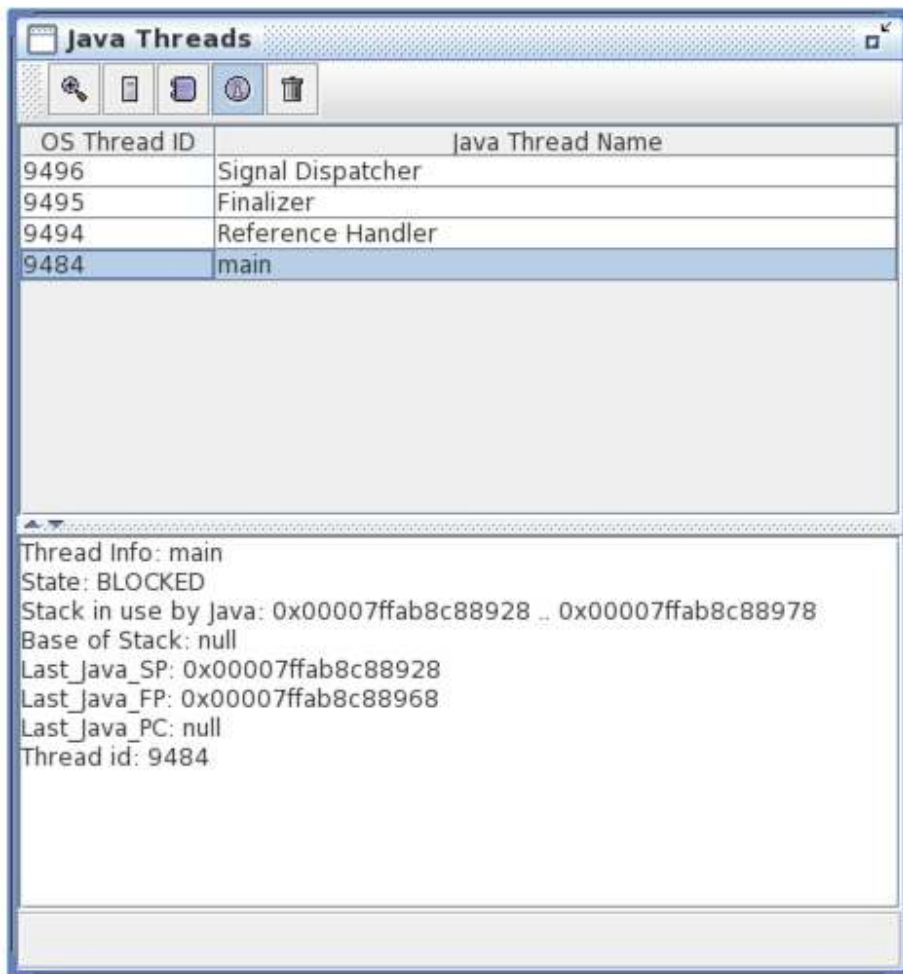 Java Threads
OS Thread ID Java Thread Name
9496 Signal Dispatcher
9495 Finalizer
9494 Reference Handler
9484 main
Thread Info: main
State: BLOCKED
Stack in use by Java: 0x00007ffab8c88928 .. 0x00007ffab8c88978
Base of Stack: null
Last_Java_SP: 0x00007ffab8c88928
Last_Java_FP: 0x00007ffab8c88968
Last_Java_PC: null
Thread id: 9484